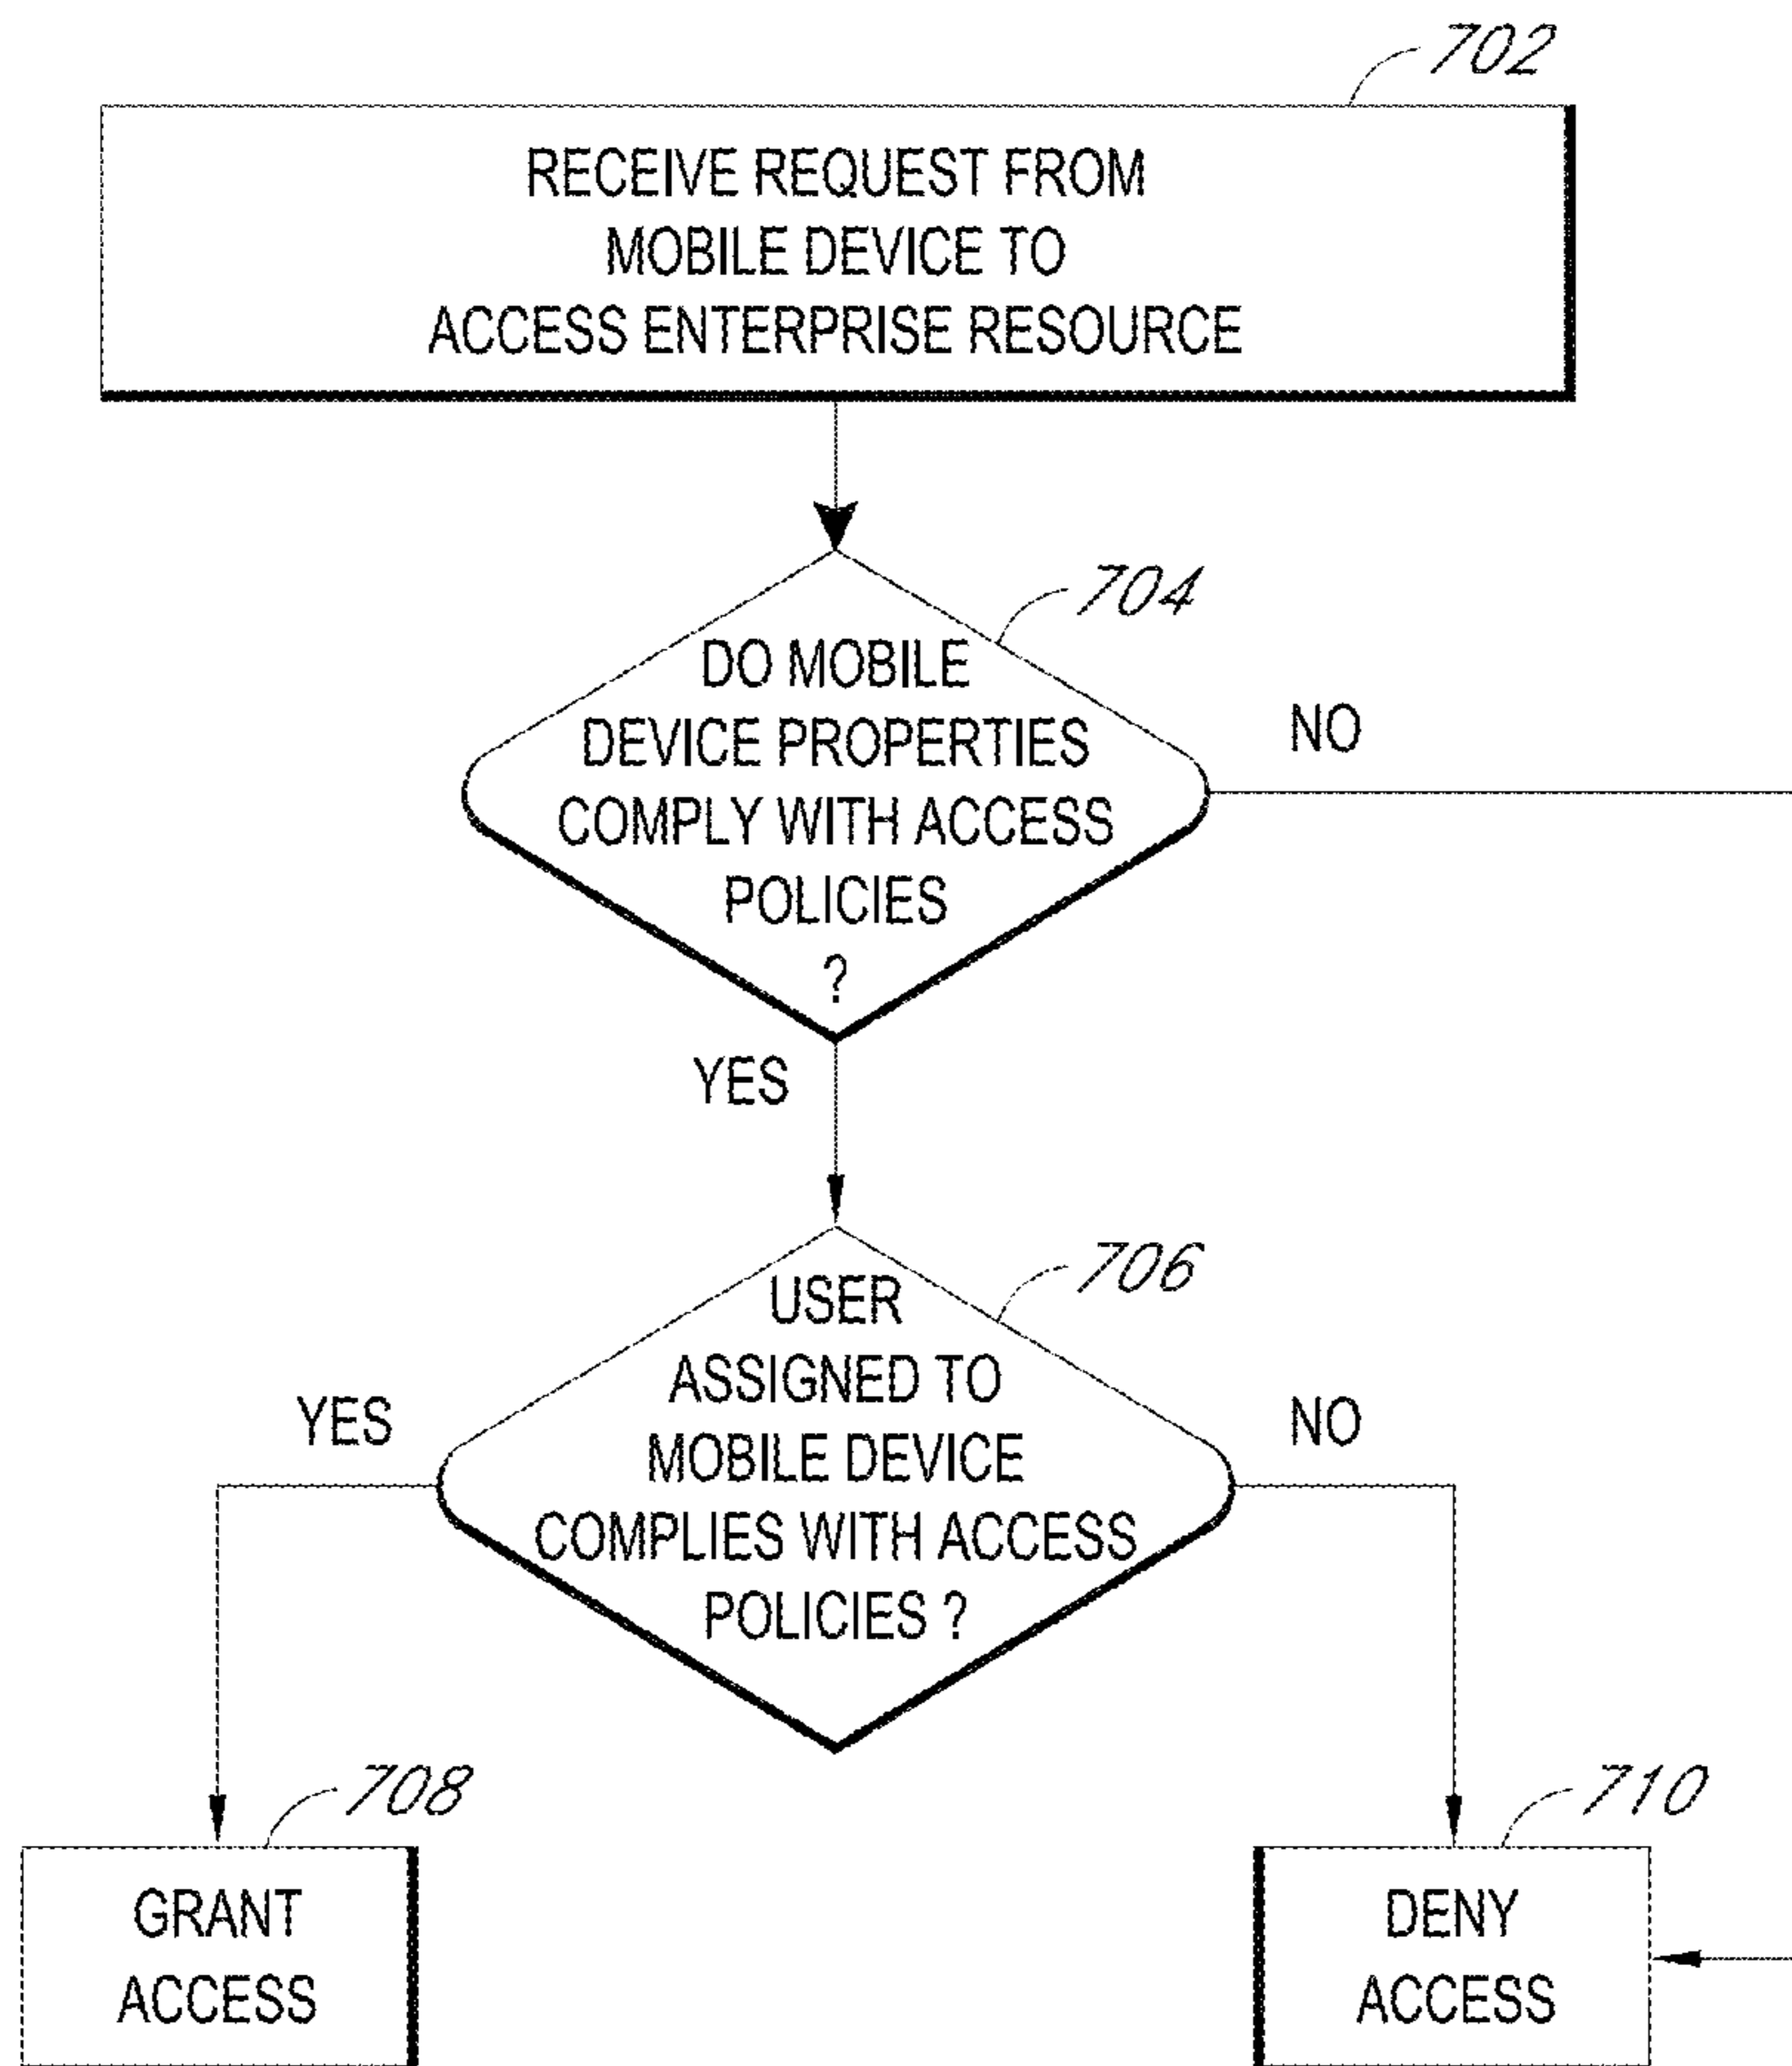 702
RECEIVE REQUEST FROM
MOBILE DEVICE TO
ACCESS ENTERPRISE RESOURCE
704
DO MOBILE
DEVICE PROPERTIES
COMPLY WITH ACCESS
POLICIES
?
NO
YES
706
USER
ASSIGNED TO
MOBILE DEVICE
COMPLIES WITH ACCESS
POLICIES ?
YES
NO
708
GRANT
ACCESS
710
DENY
ACCESS